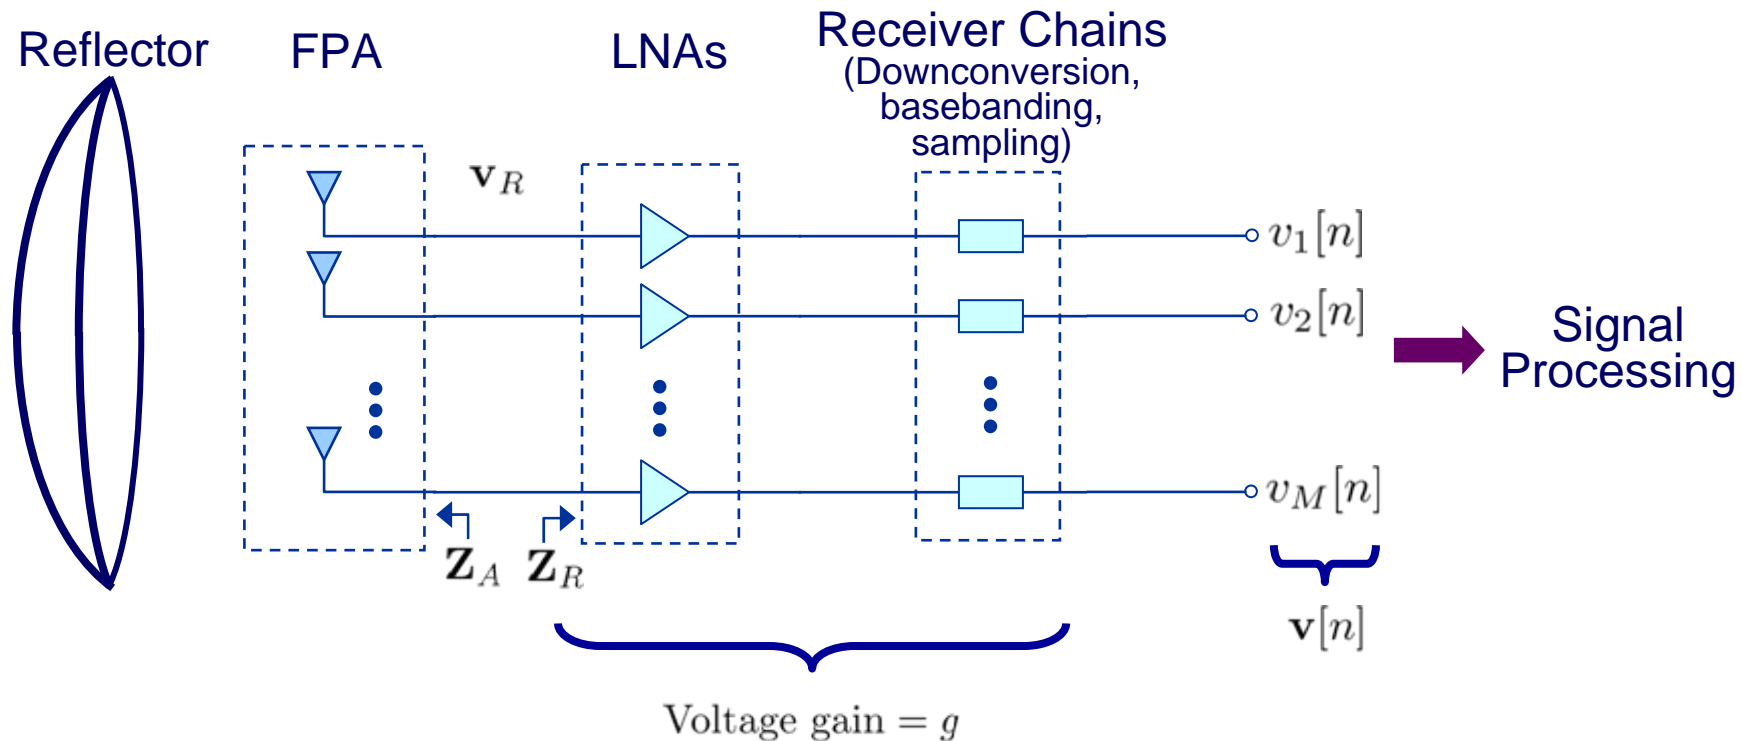 Reflector
FPA
LNAs
Receiver Chains
(Downconversion,
basebanding,
sampling)
𝐯_R
v_1[n]
v_2[n]
Signal
Processing
v_M[n]
𝐙_A
𝐙_R
𝐯[n]
Voltage gain = g